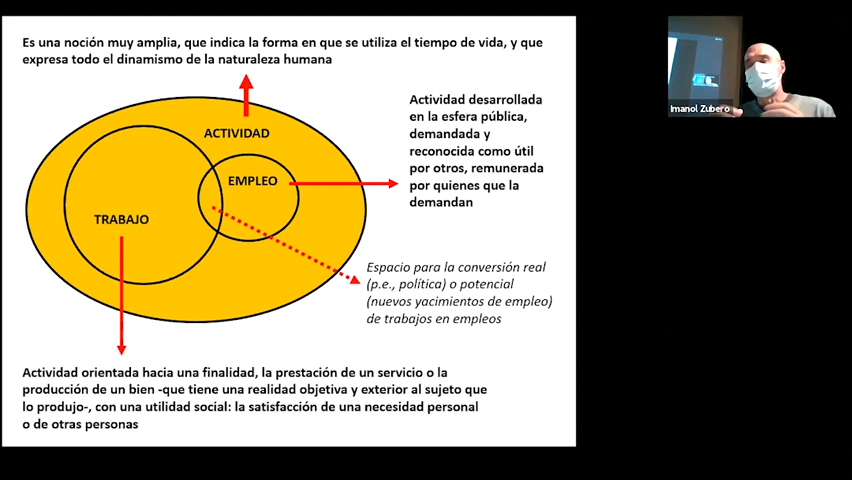 Es una noción muy amplia, que indica la forma en que se utiliza el tiempo de vida, y que
expresa todo el dinamismo de la naturaleza humana
Actividad desarrollada
en la esfera pública,
demandada y
reconocida como útil
por otros, remunerada
por quienes que la
demandan
ACTIVIDAD
EMPLEO
TRABAJO
Espacio para la conversión real
(p.e., política) o potencial
(nuevos yacimientos de empleo)
de trabajos en empleos
Actividad orientada hacia una finalidad, la prestación de un servicio o la
producción de un bien -que tiene una realidad objetiva y exterior al sujeto que
lo produjo-, con una utilidad social: la satisfacción de una necesidad personal
o de otras personas
Imanol Zubero